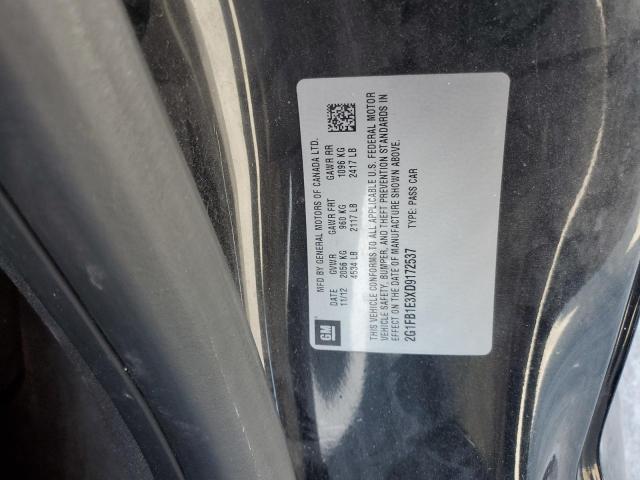 GM
MFD BY GENERAL MOTORS OF CANADA LTD.
DATE GVWR GAWR FRT GAWR RR
11/12 2056 KG 960 KG 1096 KG
4534 LB 2117 LB 2417 LB
THIS VEHICLE CONFORMS TO ALL APPLICABLE U.S. FEDERAL MOTOR
VEHICLE SAFETY, BUMPER, AND THEFT PREVENTION STANDARDS IN
EFFECT ON THE DATE OF MANUFACTURE SHOWN ABOVE.
2G1FB1E3XD9172537 TYPE: PASS CAR